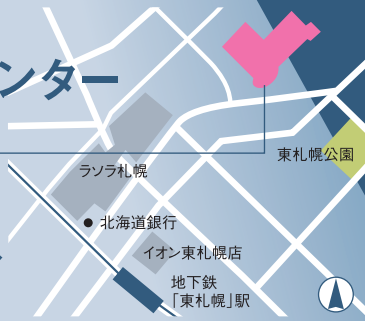 ンター
東札幌公園
ラソラ札幌
北海道銀行
イオン東札幌店
地下鉄
「東札幌」駅